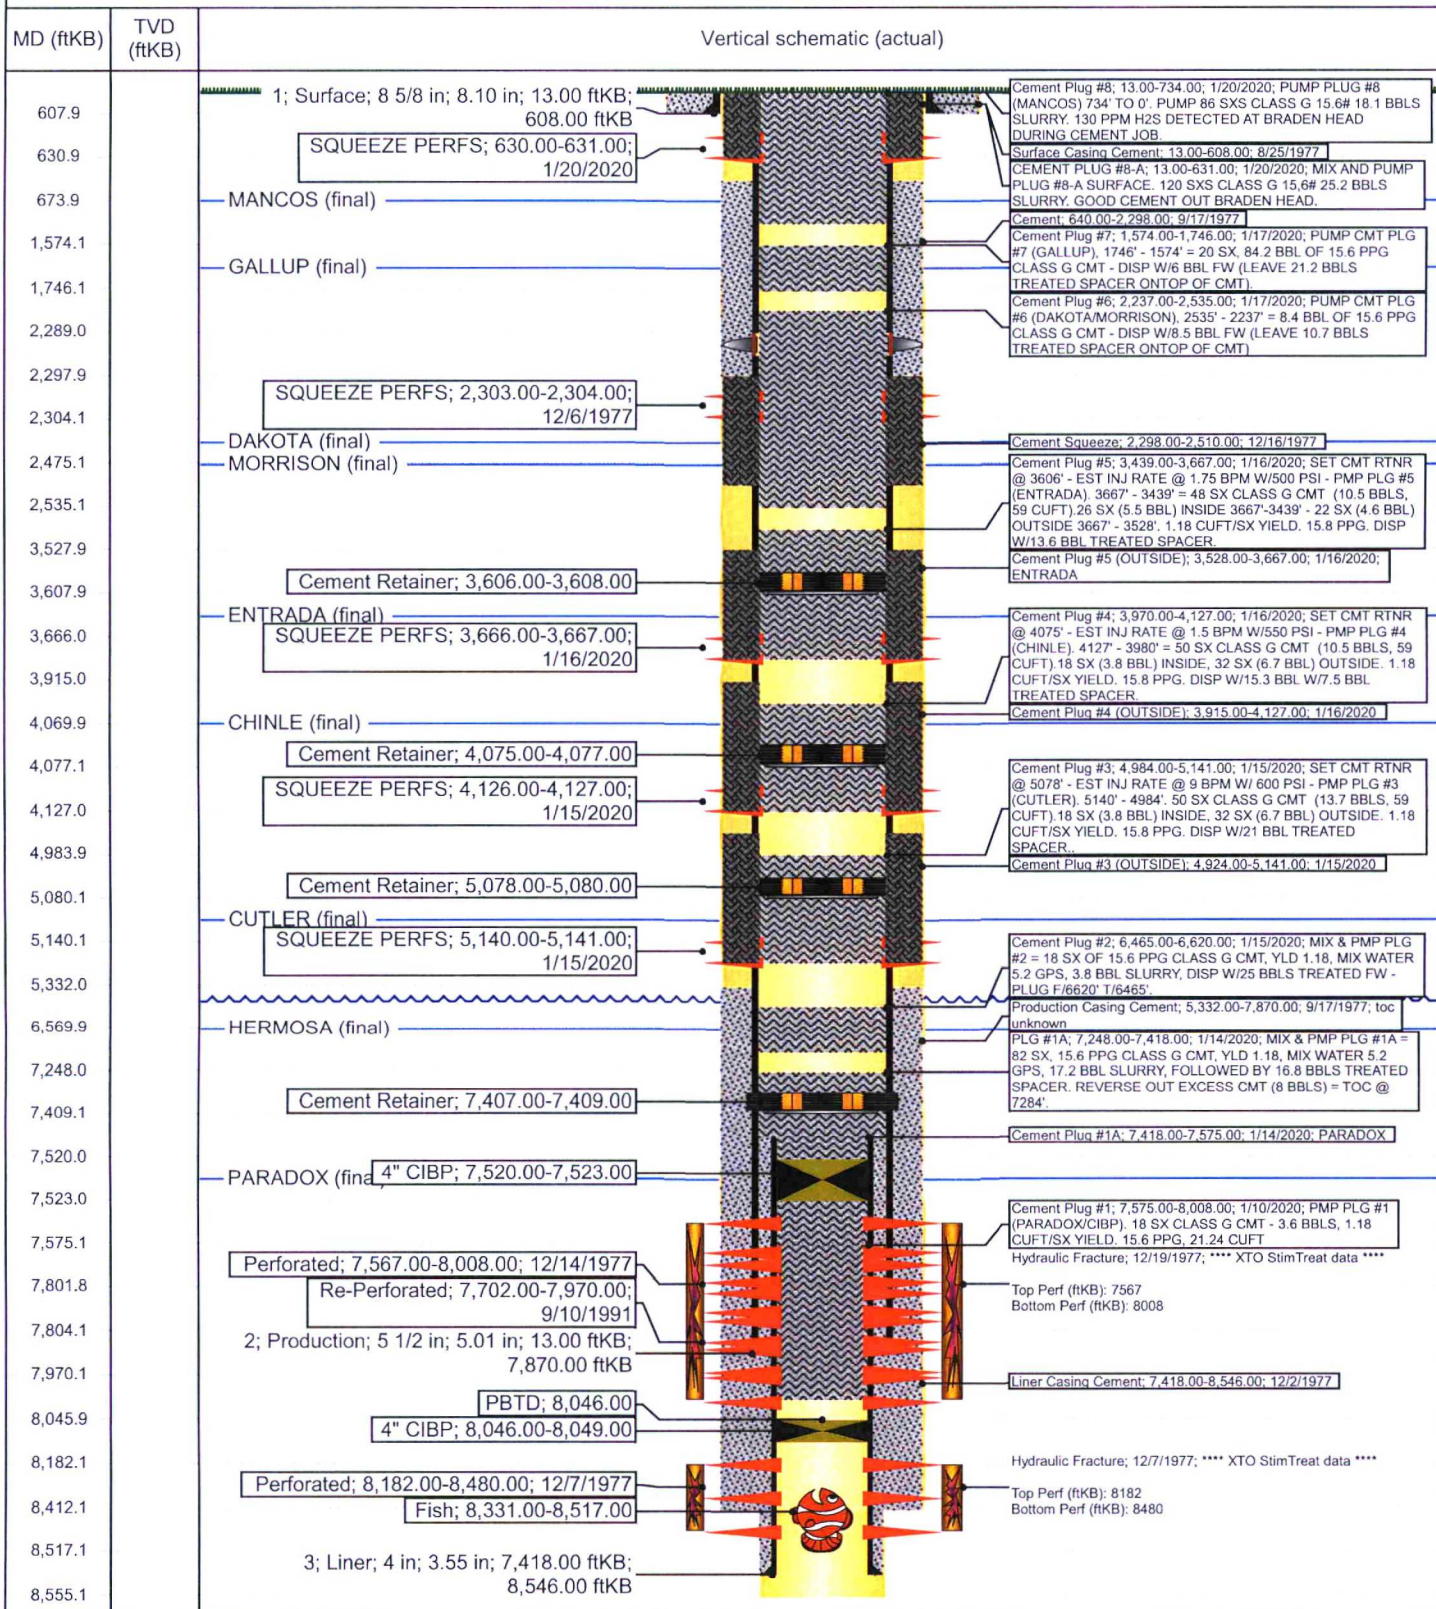 MD (ftKB)
TVD
(ftKB)
Vertical schematic (actual)
607.9
630.9
673.9
1,574.1
1,746.1
2,289.0
2,297.9
2,304.1
2,475.1
2,535.1
3,527.9
3,607.9
3,666.0
3,915.0
4,069.9
4,077.1
4,127.0
4,983.9
5,080.1
5,140.1
5,332.0
6,569.9
7,248.0
7,409.1
7,520.0
7,523.0
7,575.1
7,801.8
7,804.1
7,970.1
8,045.9
8,182.1
8,412.1
8,517.1
8,555.1
1; Surface; 8 5/8 in; 8.10 in; 13.00 ftKB;
608.00 ftKB
SQUEEZE PERFS; 630.00-631.00;
1/20/2020
MANCOS (final)
GALLUP (final)
SQUEEZE PERFS; 2,303.00-2,304.00;
12/6/1977
DAKOTA (final)
MORRISON (final)
Cement Retainer; 3,606.00-3,608.00
ENTRADA (final)
SQUEEZE PERFS; 3,666.00-3,667.00;
1/16/2020
CHINLE (final)
Cement Retainer; 4,075.00-4,077.00
SQUEEZE PERFS; 4,126.00-4,127.00;
1/15/2020
Cement Retainer; 5,078.00-5,080.00
CUTLER (final)
SQUEEZE PERFS; 5,140.00-5,141.00;
1/15/2020
HERMOSA (final)
Cement Retainer; 7,407.00-7,409.00
PARADOX (fina
4" CIBP; 7,520.00-7,523.00
Perforated; 7,567.00-8,008.00; 12/14/1977
Re-Perforated; 7,702.00-7,970.00;
9/10/1991
2; Production; 5 1/2 in; 5.01 in; 13.00 ftKB;
7,870.00 ftKB
PBTD; 8,046.00
4" CIBP; 8,046.00-8,049.00
Perforated; 8,182.00-8,480.00; 12/7/1977
Fish; 8,331.00-8,517.00
3; Liner; 4 in; 3.55 in; 7,418.00 ftKB;
8,546.00 ftKB
Cement Plug #8; 13.00-734.00; 1/20/2020; PUMP PLUG #8
(MANCOS) 734' TO 0'. PUMP 86 SXS CLASS G 15.6# 18.1 BBLS
SLURRY. 130 PPM H2S DETECTED AT BRADEN HEAD
DURING CEMENT JOB.
Surface Casing Cement; 13.00-608.00; 8/25/1977
CEMENT PLUG #8-A; 13.00-631.00; 1/20/2020; MIX AND PUMP
PLUG #8-A SURFACE. 120 SXS CLASS G 15,6# 25.2 BBLS
SLURRY. GOOD CEMENT OUT BRADEN HEAD.
Cement; 640.00-2,298.00; 9/17/1977
Cement Plug #7; 1,574.00-1,746.00; 1/17/2020; PUMP CMT PLG
#7 (GALLUP), 1746' - 1574' = 20 SX, 84.2 BBL OF 15.6 PPG
CLASS G CMT - DISP W/6 BBL FW (LEAVE 21.2 BBLS
TREATED SPACER ONTOP OF CMT).
Cement Plug #6; 2,237.00-2,535.00; 1/17/2020; PUMP CMT PLG
#6 (DAKOTA/MORRISON), 2535' - 2237' = 8.4 BBL OF 15.6 PPG
CLASS G CMT - DISP W/8.5 BBL FW (LEAVE 10.7 BBLS
TREATED SPACER ONTOP OF CMT)
Cement Squeeze; 2,298.00-2,510.00; 12/16/1977
Cement Plug #5; 3,439.00-3,667.00; 1/16/2020; SET CMT RTNR
@ 3606' - EST INJ RATE @ 1.75 BPM W/500 PSI - PMP PLG #5
(ENTRADA). 3667' - 3439' = 48 SX CLASS G CMT (10.5 BBLS,
59 CUFT).26 SX (5.5 BBL) INSIDE 3667'-3439' - 22 SX (4.6 BBL)
OUTSIDE 3667' - 3528'. 1.18 CUFT/SX YIELD. 15.8 PPG. DISP
W/13.6 BBL TREATED SPACER.
Cement Plug #5 (OUTSIDE); 3,528.00-3,667.00; 1/16/2020;
ENTRADA
Cement Plug #4; 3,970.00-4,127.00; 1/16/2020; SET CMT RTNR
@ 4075' - EST INJ RATE @ 1.5 BPM W/550 PSI - PMP PLG #4
(CHINLE). 4127' - 3980' = 50 SX CLASS G CMT (10.5 BBLS, 59
CUFT).18 SX (3.8 BBL) INSIDE, 32 SX (6.7 BBL) OUTSIDE. 1.18
CUFT/SX YIELD. 15.8 PPG. DISP W/15.3 BBL W/7.5 BBL
TREATED SPACER.
Cement Plug #4 (OUTSIDE); 3,915.00-4,127.00; 1/16/2020
Cement Plug #3; 4,984.00-5,141.00; 1/15/2020; SET CMT RTNR
@ 5078' - EST INJ RATE @ 9 BPM W/ 600 PSI - PMP PLG #3
(CUTLER). 5140' - 4984'. 50 SX CLASS G CMT (13.7 BBLS, 59
CUFT).18 SX (3.8 BBL) INSIDE, 32 SX (6.7 BBL) OUTSIDE. 1.18
CUFT/SX YIELD. 15.8 PPG. DISP W/21 BBL TREATED
SPACER..
Cement Plug #3 (OUTSIDE); 4,924.00-5,141.00; 1/15/2020
Cement Plug #2; 6,465.00-6,620.00; 1/15/2020; MIX & PMP PLG
#2 = 18 SX OF 15.6 PPG CLASS G CMT, YLD 1.18, MIX WATER
5.2 GPS, 3.8 BBL SLURRY, DISP W/25 BBLS TREATED FW -
PLUG F/6620' T/6465'.
Production Casing Cement; 5,332.00-7,870.00; 9/17/1977; toc
unknown
PLG #1A; 7,248.00-7,418.00; 1/14/2020; MIX & PMP PLG #1A =
82 SX, 15.6 PPG CLASS G CMT, YLD 1.18, MIX WATER 5.2
GPS, 17.2 BBL SLURRY, FOLLOWED BY 16.8 BBLS TREATED
SPACER. REVERSE OUT EXCESS CMT (8 BBLS) = TOC @
7284'.
Cement Plug #1A; 7,418.00-7,575.00; 1/14/2020; PARADOX
Cement Plug #1; 7,575.00-8,008.00; 1/10/2020; PMP PLG #1
(PARADOX/CIBP). 18 SX CLASS G CMT - 3.6 BBLS, 1.18
CUFT/SX YIELD. 15.6 PPG, 21.24 CUFT
Hydraulic Fracture; 12/19/1977; **** XTO StimTreat data ****
Top Perf (ftKB): 7567
Bottom Perf (ftKB): 8008
Liner Casing Cement; 7,418.00-8,546.00; 12/2/1977
Hydraulic Fracture; 12/7/1977; **** XTO StimTreat data ****
Top Perf (ftKB): 8182
Bottom Perf (ftKB): 8480